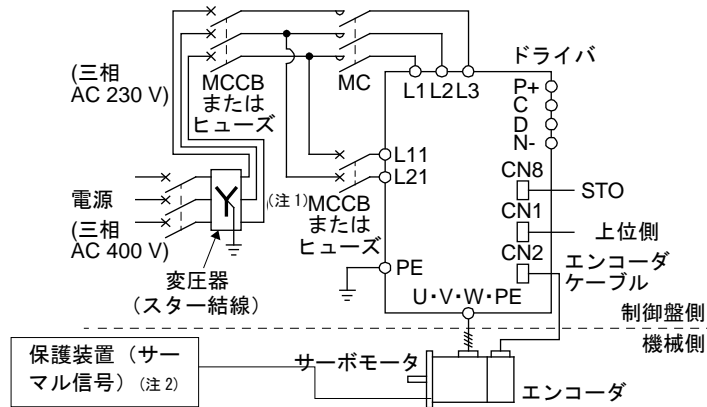 (三相
AC 230 V)
MCCB
または
ヒューズ
MC
ドライバ
L1 L2 L3
P+
C
D
N-
L11
L21
CN8
STO
CN1
上位側
CN2
エンコーダ
ケーブル
電源
(三相
AC 400 V)
(注 1)
MCCB
または
ヒューズ
変圧器
(スター結線)
PE
U・V・W・PE
制御盤側
機械側
保護装置(サー
マル信号) (注 2)
サーボモータ
エンコーダ